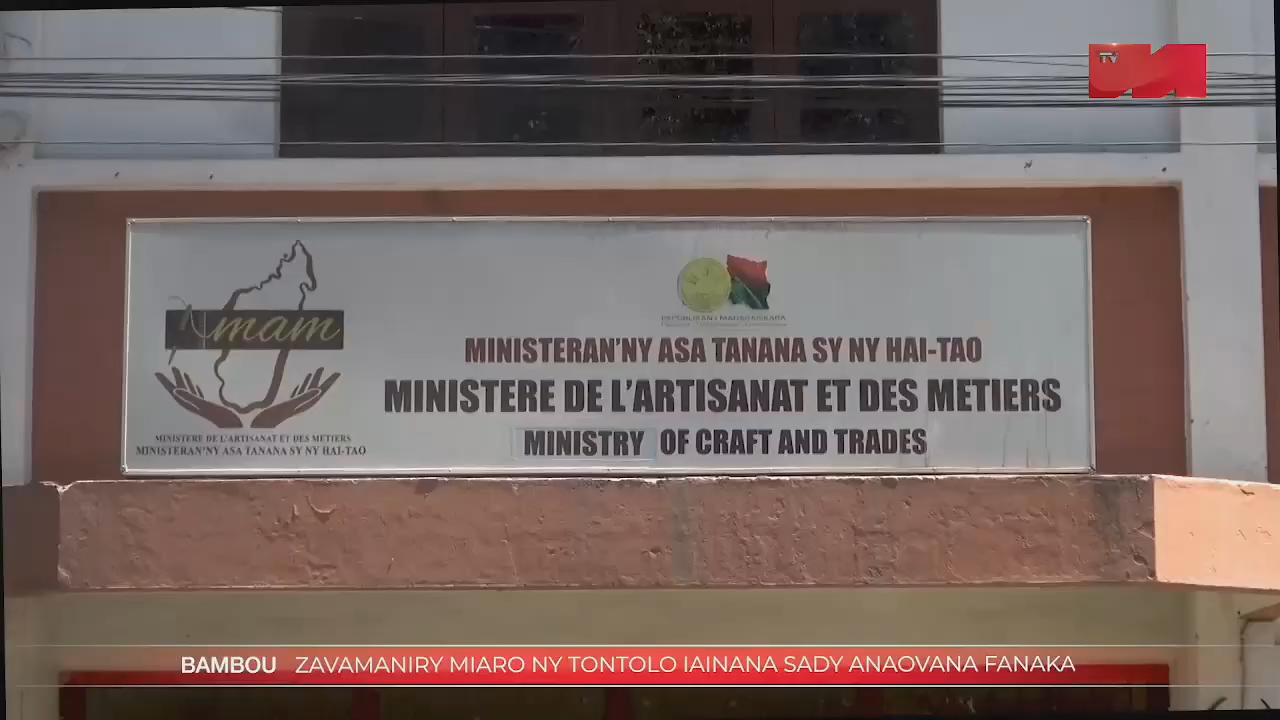 TV
mam
MINISTERE DE L'ARTISANAT ET DES METIERS
MINISTERAN'NY ASA TANANA SY NY HAI-TAO
REPOBLIKAN'I MADAGASIKARA
MINISTERAN'NY ASA TANANA SY NY HAI-TAO
MINISTERE DE L'ARTISANAT ET DES METIERS
MINISTRY OF CRAFT AND TRADES
BAMBOU ZAVAMANIRY MIARO NY TONTOLO IAINANA SADY ANAOVANA FANAKA